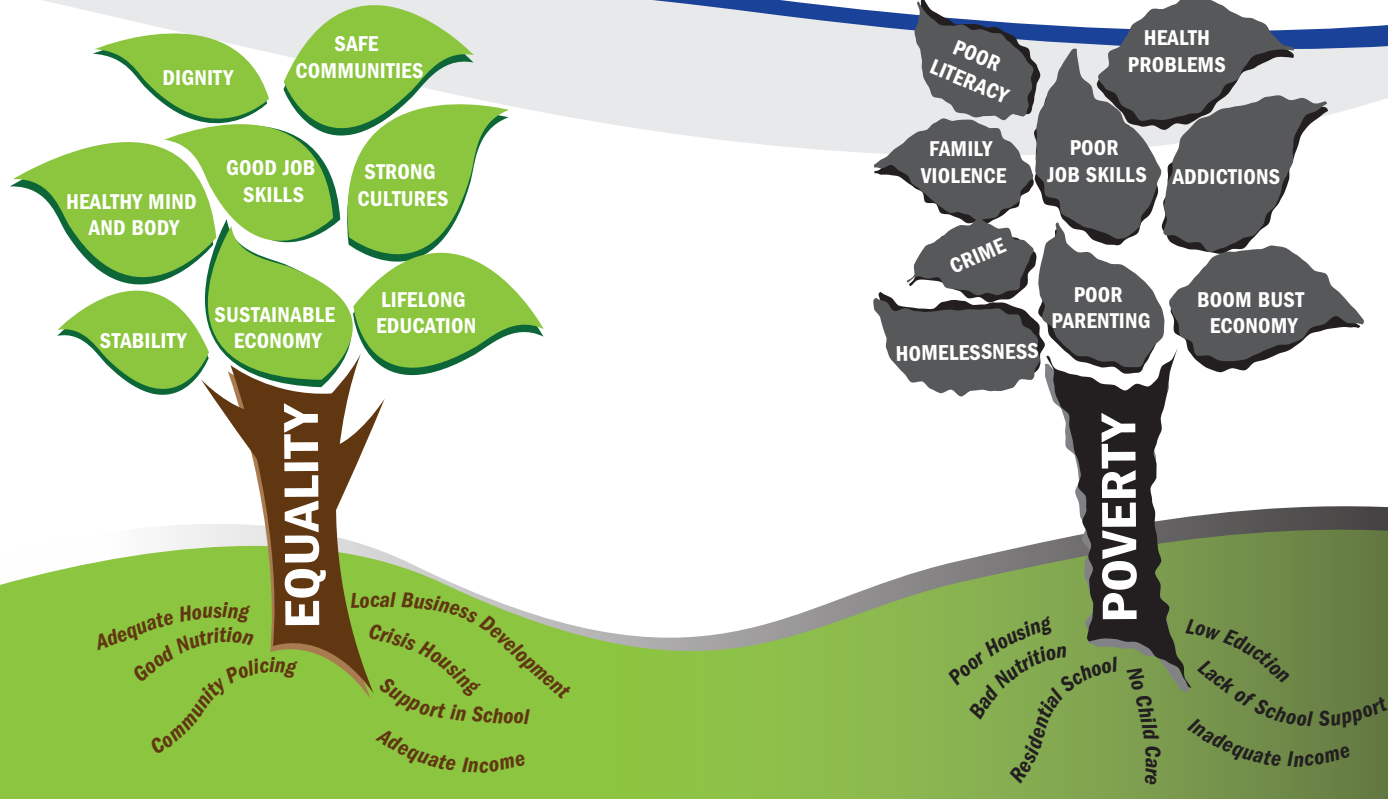 DIGNITY
SAFE
COMMUNITIES
HEALTHY MIND
AND BODY
GOOD JOB
SKILLS
STRONG
CULTURES
STABILITY
SUSTAINABLE
ECONOMY
LIFELONG
EDUCATION
EQUALITY
Adequate Housing
Good Nutrition
Community Policing
Local Business Development
Crisis Housing
Support in School
Adequate Income
POOR
LITERACY
HEALTH
PROBLEMS
FAMILY
VIOLENCE
POOR
JOB SKILLS
ADDICTIONS
CRIME
HOMELESSNESS
POOR
PARENTING
BOOM BUST
ECONOMY
POVERTY
Poor Housing
Bad Nutrition
Residential School
No Child Care
Low Eduction
Lack of School Support
Inadequate Income